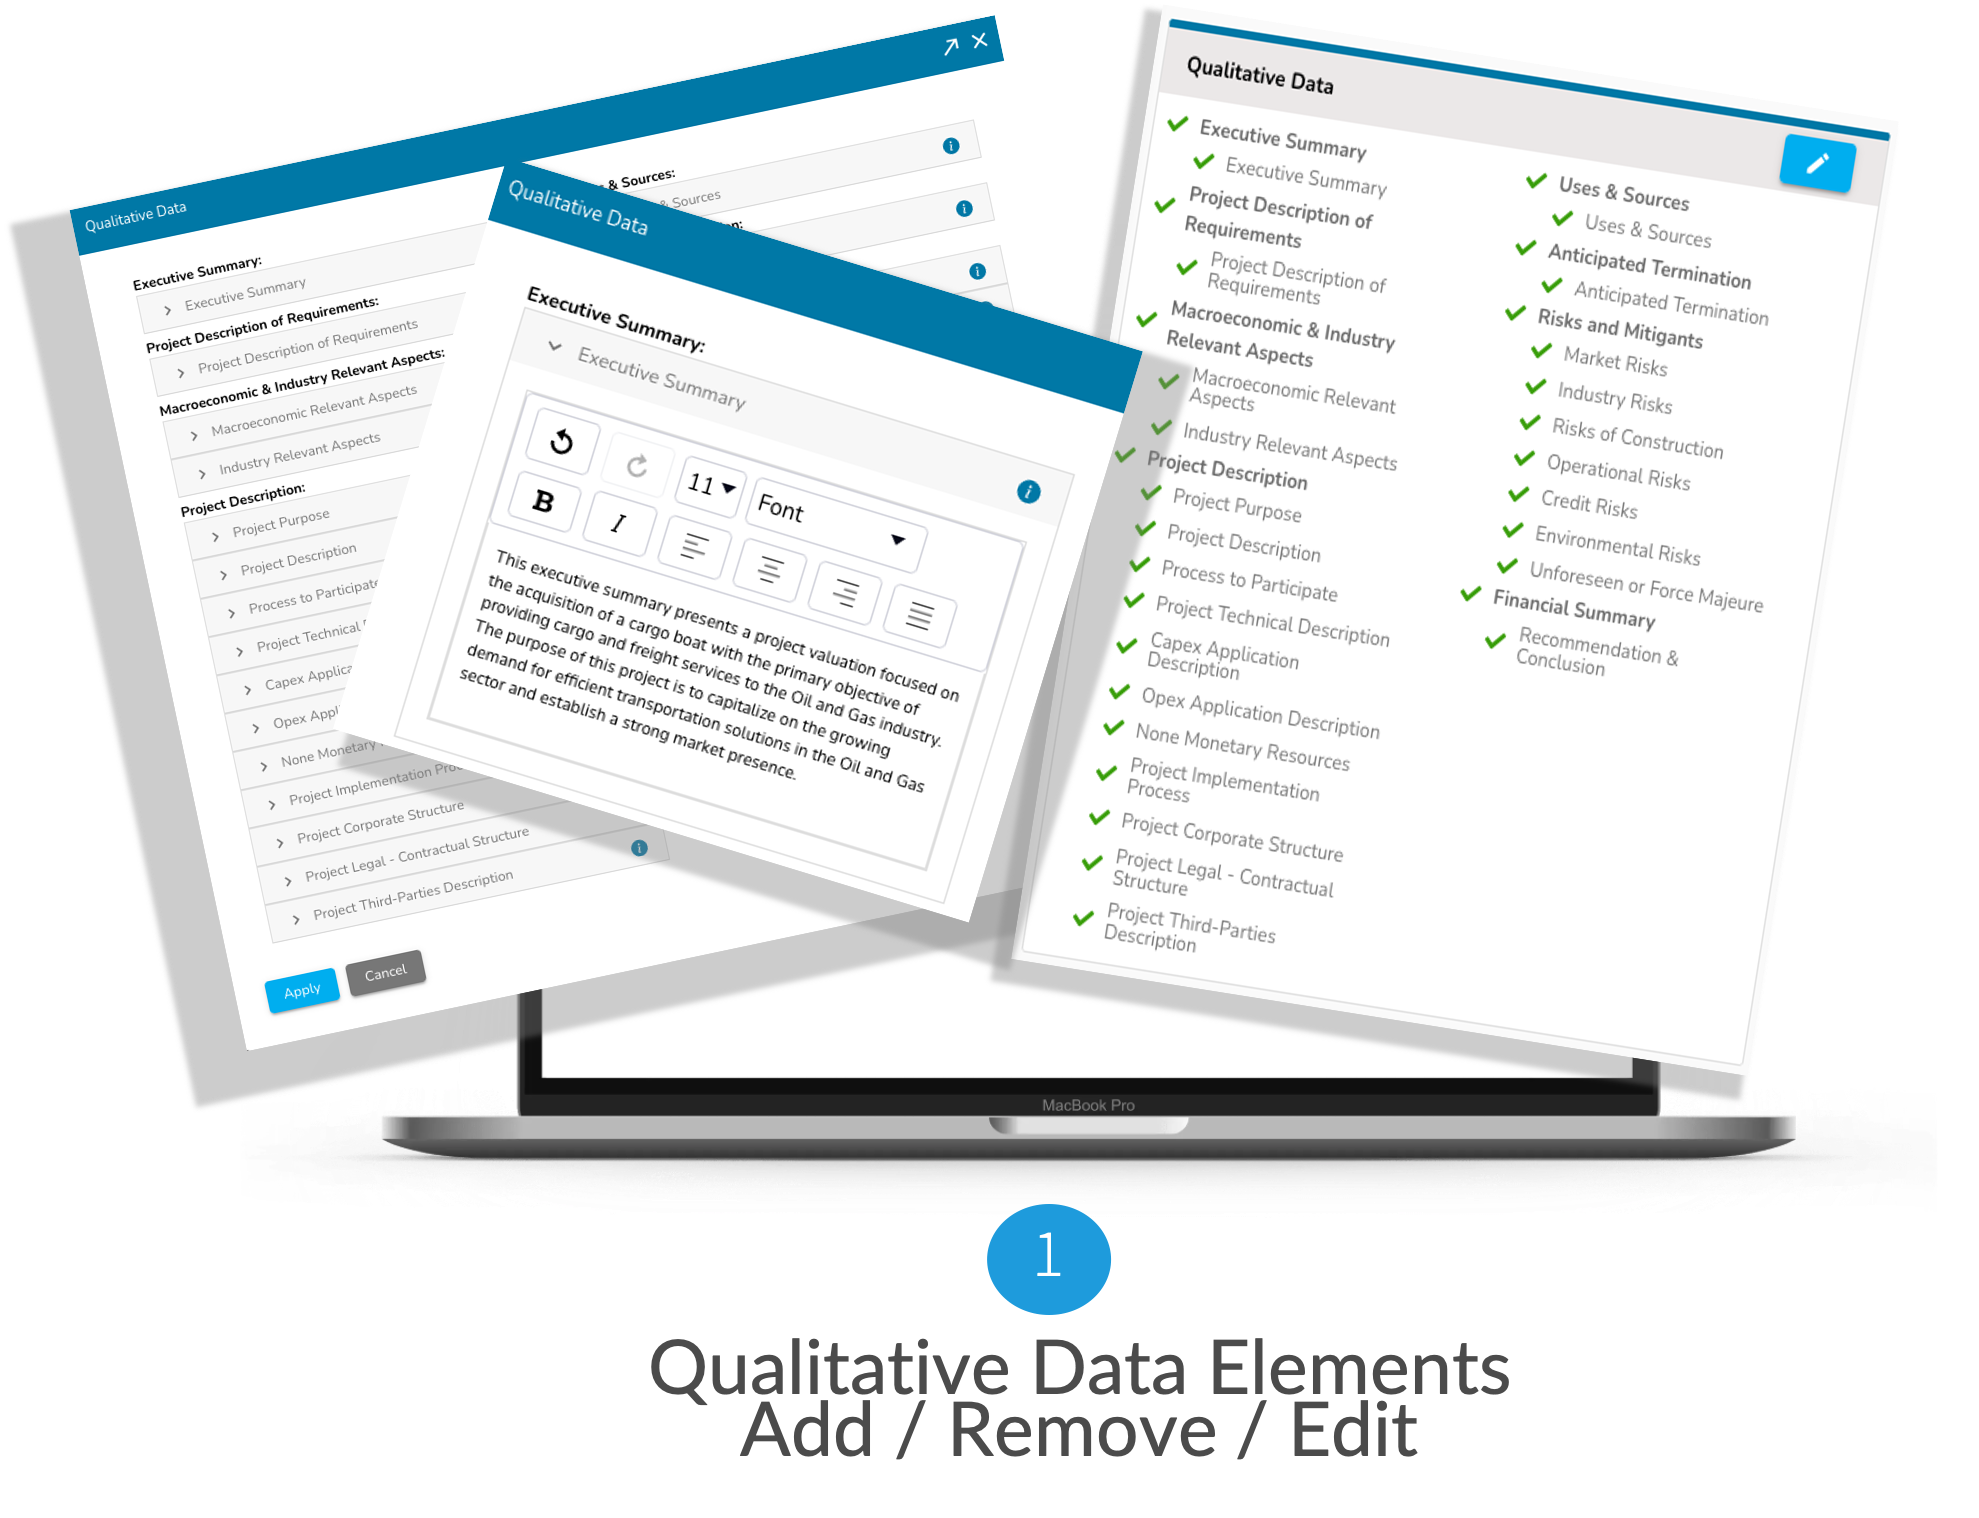 Qualitative Data
Executive Summary:
Executive Summary
Project Description of Requirements:
Project Description of Requirements
Macroeconomic & Industry Relevant Aspects:
Macroeconomic Relevant Aspects
Industry Relevant Aspects
Project Description:
Project Purpose
Project Description
Process to Participate
Project Technical
Capex
Opex
None Monetary
Project Implementation
Project Corporate Structure
Project Legal - Contractual Structure
Project Third-Parties Description
Apply
Cancel
& Sources:
& Sources
Qualitative Data
Executive Summary:
Executive Summary
11
Font
B
I
This executive summary presents a project valuation focused on
the acquisition of a cargo boat with the primary objective of
providing cargo and freight services to the Oil and Gas industry.
The purpose of this project is to capitalize on the growing
demand for efficient transportation solutions in the Oil and Gas
sector and establish a strong market presence.
Qualitative Data
Executive Summary
Executive Summary
Project Description of
Requirements
Project Description of
Requirements
Macroeconomic & Industry
Relevant Aspects
Macroeconomic Relevant
Aspects
Industry Relevant Aspects
Project Description
Project Purpose
Project Description
Process to Participate
Project Technical Description
Capex Application
Description
Opex Application Description
None Monetary Resources
Project Implementation
Process
Project Corporate Structure
Project Legal - Contractual
Structure
Project Third-Parties
Description
Uses & Sources
Uses & Sources
Anticipated Termination
Anticipated Termination
Risks and Mitigants
Market Risks
Industry Risks
Risks of Construction
Operational Risks
Credit Risks
Environmental Risks
Unforeseen or Force Majeure
Financial Summary
Recommendation &
Conclusion
MacBook Pro
1
Qualitative Data Elements
Add / Remove / Edit